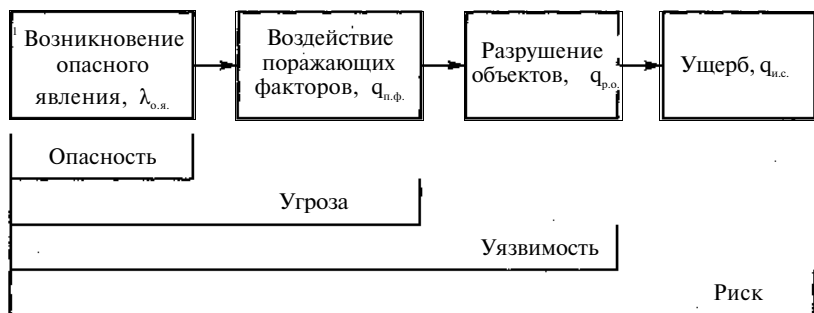 Возникновение
опасного
явления, λо.я.
Воздействие
поражающих
факторов, qп.ф.
Разрушение
объектов, qр.о.
Ущерб, qи.с.
Опасность
Угроза
Уязвимость
Риск